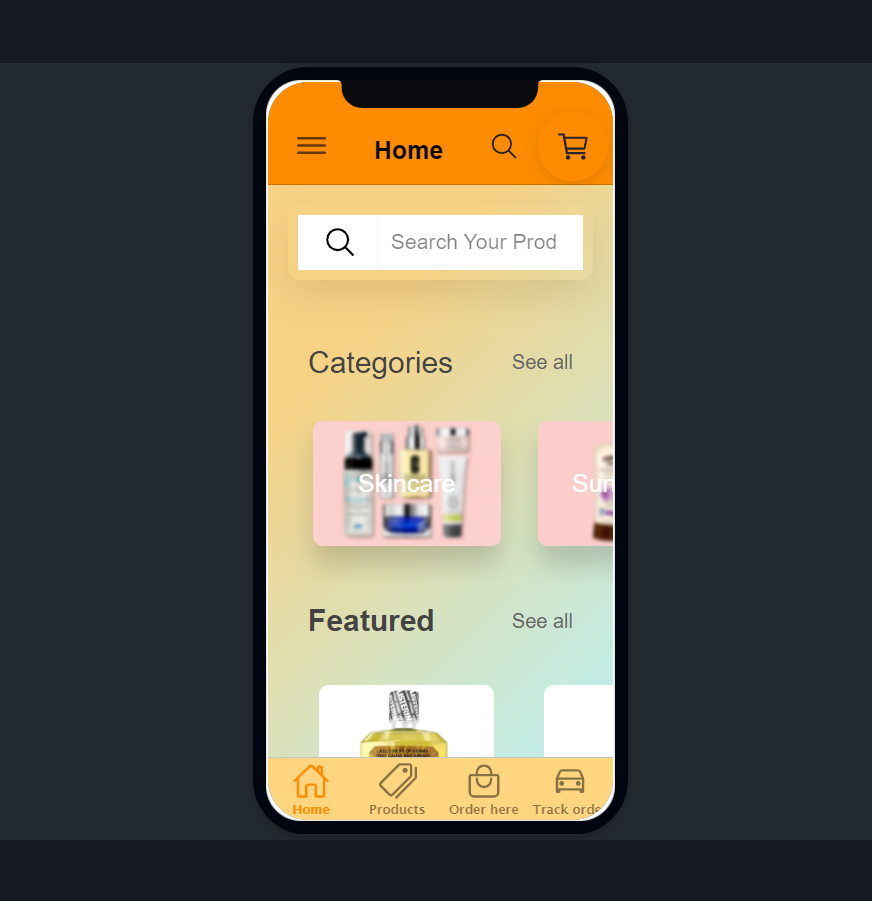 Home
Search Your Prod
Categories
See all
Skincare
Sun
Featured
See all
Home
Products
Order here
Track orde